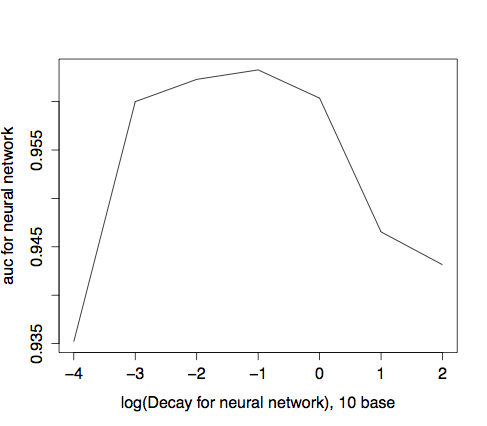 auc for neural network
0.955
0.945
0.935
−4 −3 −2 −1 0 1 2
log(Decay for neural network), 10 base